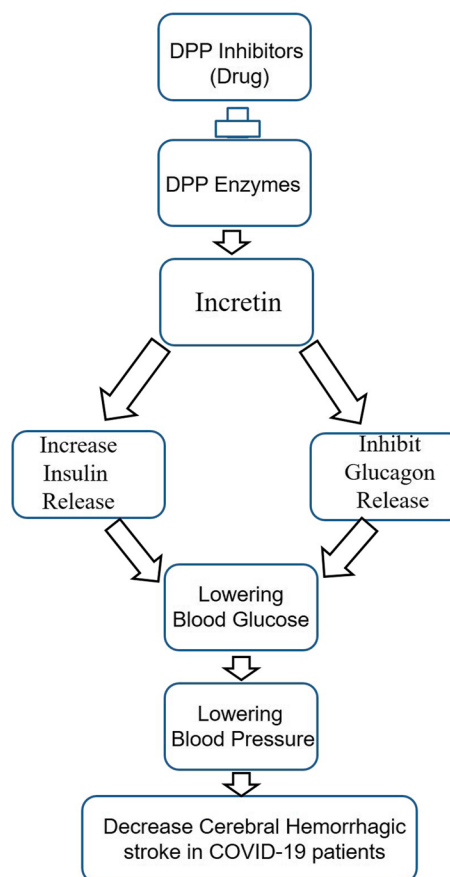 DPP Inhibitors
(Drug)
DPP Enzymes
Incretin
Increase
Insulin
Release
Inhibit
Glucagon
Release
Lowering
Blood Glucose
Lowering
Blood Pressure
Decrease Cerebral Hemorrhagic
stroke in COVID-19 patients